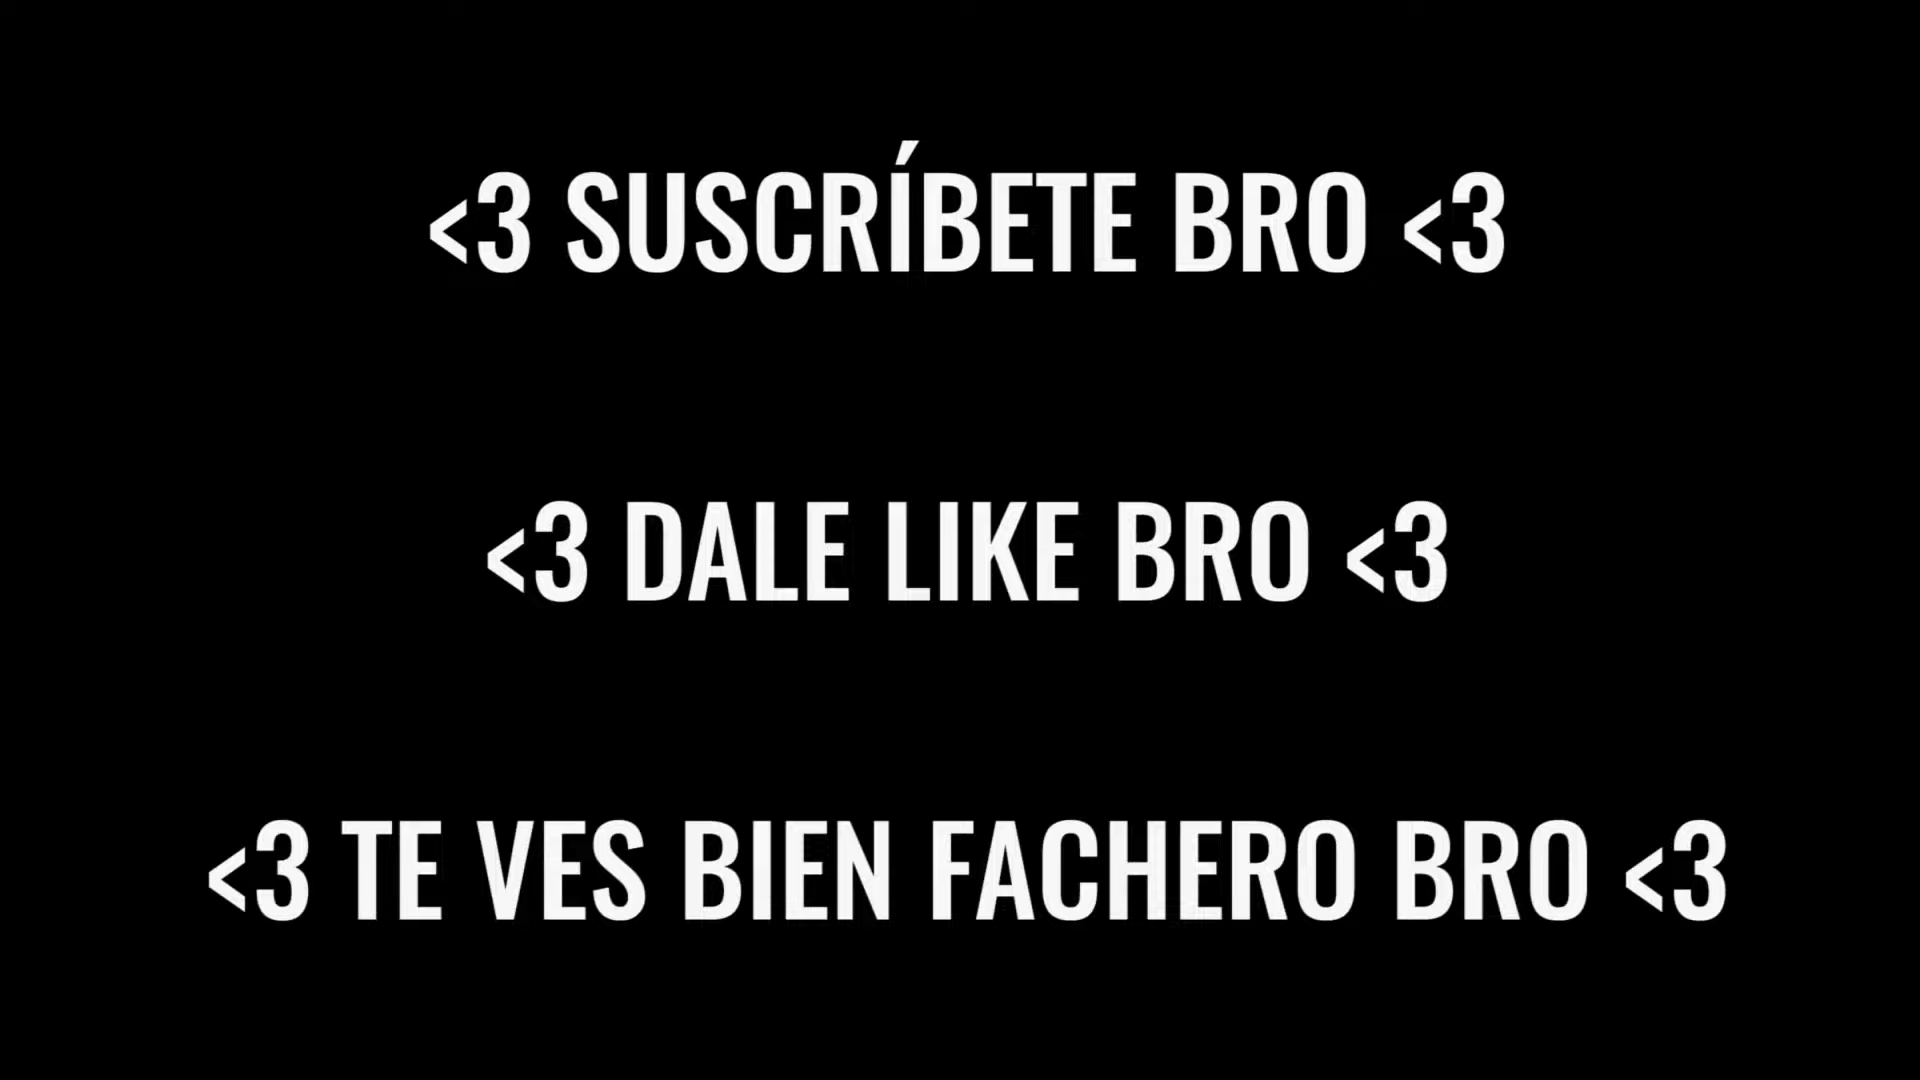 <3 SUSCRÍBETE BRO <3
<3 DALE LIKE BRO <3
<3 TE VES BIEN FACHERO BRO <3